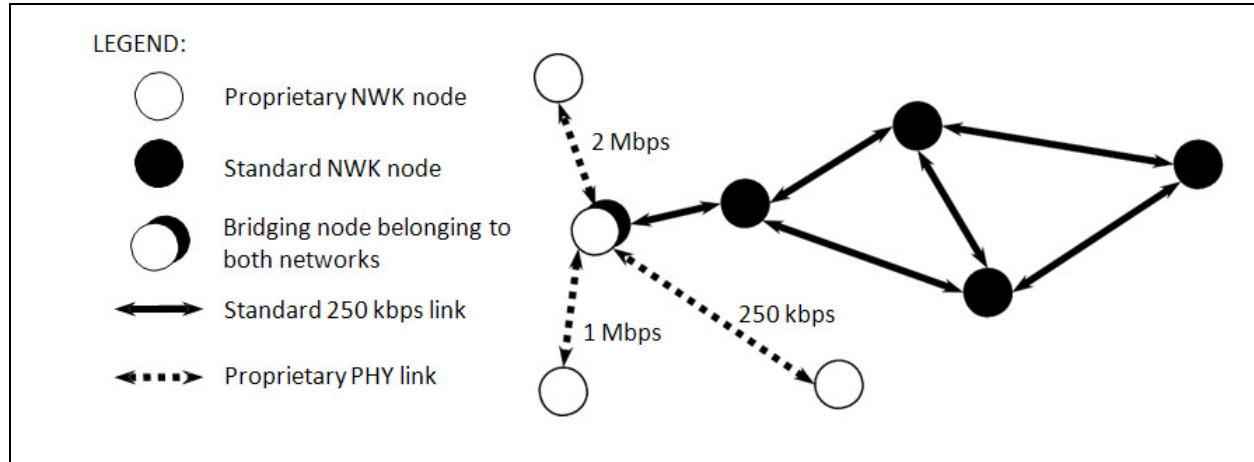 LEGEND:
Proprietary NWK node
Standard NWK node
Bridging node belonging to
both networks
Standard 250 kbps link
Proprietary PHY link
2 Mbps
1 Mbps
250 kbps